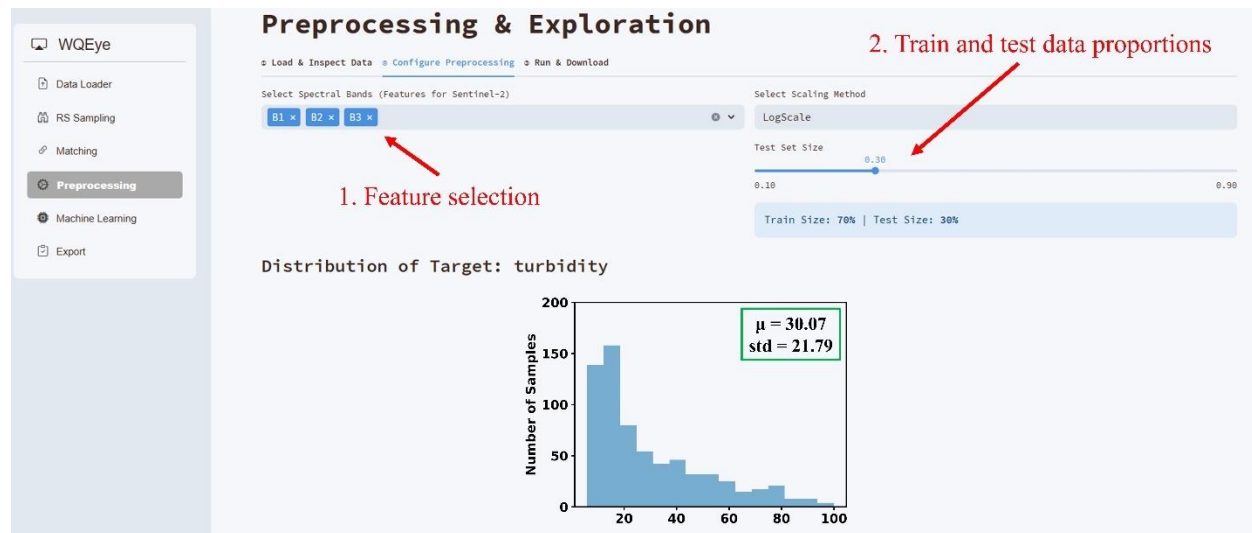 WQEye
Data Loader
RS Sampling
Matching
Preprocessing
Machine Learning
Export
Preprocessing & Exploration
Load & Inspect Data Configure Preprocessing Run & Download
Select Spectral Bands (Features for Sentinel-2)
B1 × B2 × B3 ×
1. Feature selection
2. Train and test data proportions
Select Scaling Method
LogScale
Test Set Size
0.30
0.10 0.90
Train Size: 70% | Test Size: 30%
Distribution of Target: turbidity
μ = 30.07
std = 21.79
Number of Samples
200
150
100
50
0
20 40 60 80 100